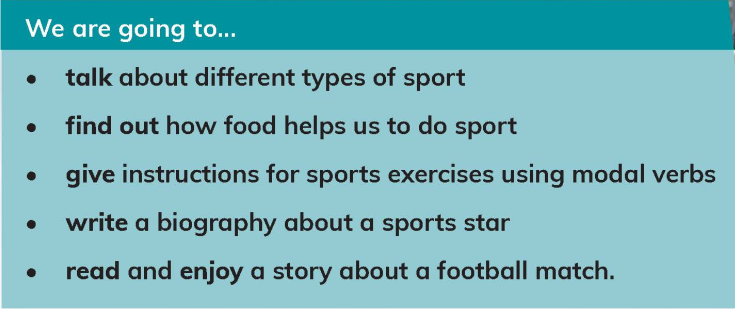 We are going to...
• talk about different types of sport
• find out how food helps us to do sport
• give instructions for sports exercises using modal verbs
• write a biography about a sports star
• read and enjoy a story about a football match.